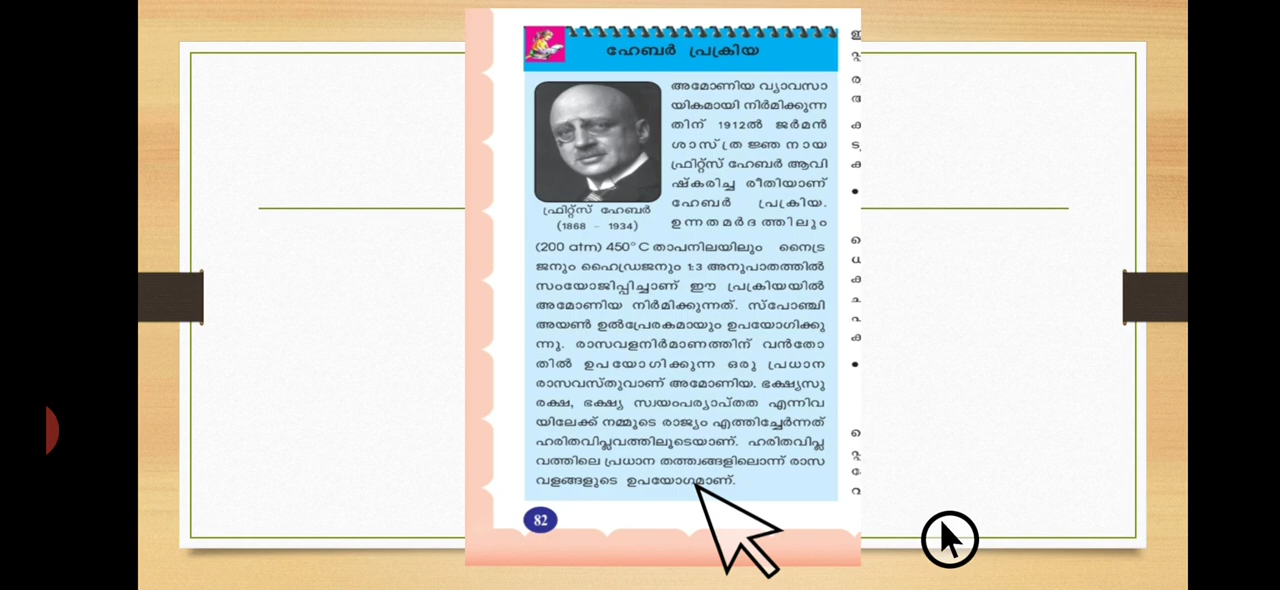 ഹേബർ പ്രക്രിയ
അമോണിയ വ്യാവസാ
യികമായി നിർമിക്കുന്ന
തിന് 1912ൽ ജർമൻ
ശാസ്ത്രജ്ഞനായ
ഫ്രിറ്റ്സ് ഹേബർ ആവി
ഷ്കരിച്ച രീതിയാണ്
ഹേബർ പ്രക്രിയ.
ഉന്നതമർദത്തിലും
ഫ്രിറ്റ്സ് ഹേബർ
(1868 - 1934)
(200 atm) 450° C താപനിലയിലും നൈട്ര
ജനും ഹൈഡ്രജനും 1:3 അനുപാതത്തിൽ
സംയോജിപ്പിച്ചാണ് ഈ പ്രക്രിയയിൽ
അമോണിയ നിർമിക്കുന്നത്. സ്പോഞ്ചി
അയൺ ഉൽപ്രേരകമായും ഉപയോഗിക്കു
ന്നു. രാസവളനിർമാണത്തിന് വൻതോ
തിൽ ഉപയോഗിക്കുന്ന ഒരു പ്രധാന
രാസവസ്തുവാണ് അമോണിയ. ഭക്ഷ്യസു
രക്ഷ, ഭക്ഷ്യ സ്വയംപര്യാപ്തത എന്നിവ
യിലേക്ക് നമ്മുടെ രാജ്യം എത്തിച്ചേർന്നത്
ഹരിതവിപ്ലവത്തിലൂടെയാണ്. ഹരിതവിപ്ല
വത്തിലെ പ്രധാന തത്ത്വങ്ങളിലൊന്ന് രാസ
വളങ്ങളുടെ ഉപയോഗമാണ്.
82